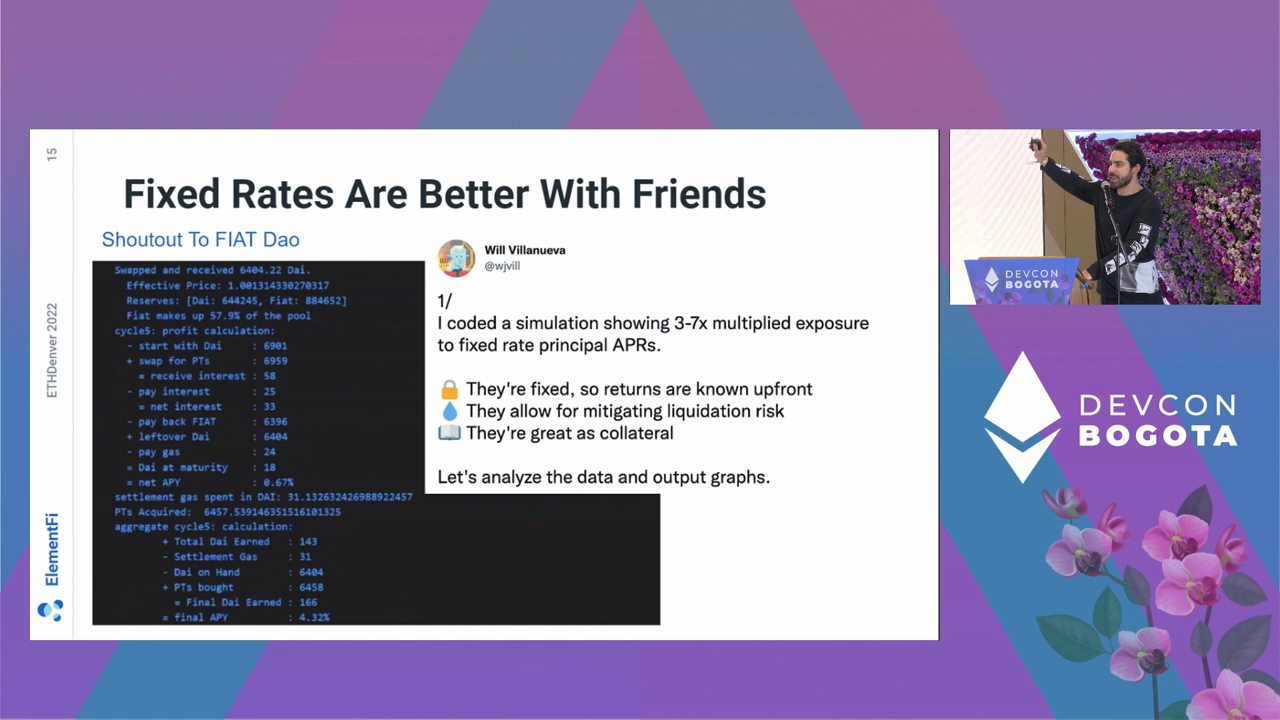 15
ETHDenver 2022
ElementFi
Fixed Rates Are Better With Friends
Shoutout To FIAT Dao
Swapped and received 6404.22 Dai.
Effective Price: 1.001314330270317
Reserves: [Dai: 644245, Fiat: 884652]
Fiat makes up 57.9% of the pool
cycle5: profit calculation:
- start with Dai : 6901
+ swap for PTs : 6959
= receive interest : 58
- pay interest : 25
= net interest : 33
- pay back FIAT : 6396
+ leftover Dai : 6404
- pay gas : 24
= Dai at maturity : 18
= net APY : 0.67%
settlement gas spent in DAI: 31.132632426988922457
PTs Acquired: 6457.539146351516101325
aggregate cycle5: calculation:
+ Total Dai Earned : 143
- Settlement Gas : 31
- Dai on Hand : 6404
+ PTs bought : 6458
= Final Dai Earned : 166
= final APY : 4.32%
Will Villanueva
@wjvill
1/
I coded a simulation showing 3-7x multiplied exposure
to fixed rate principal APRs.
They're fixed, so returns are known upfront
They allow for mitigating liquidation risk
They're great as collateral
Let's analyze the data and output graphs.
DEVCON
BOGOTA
DEVCON
BOGOTA